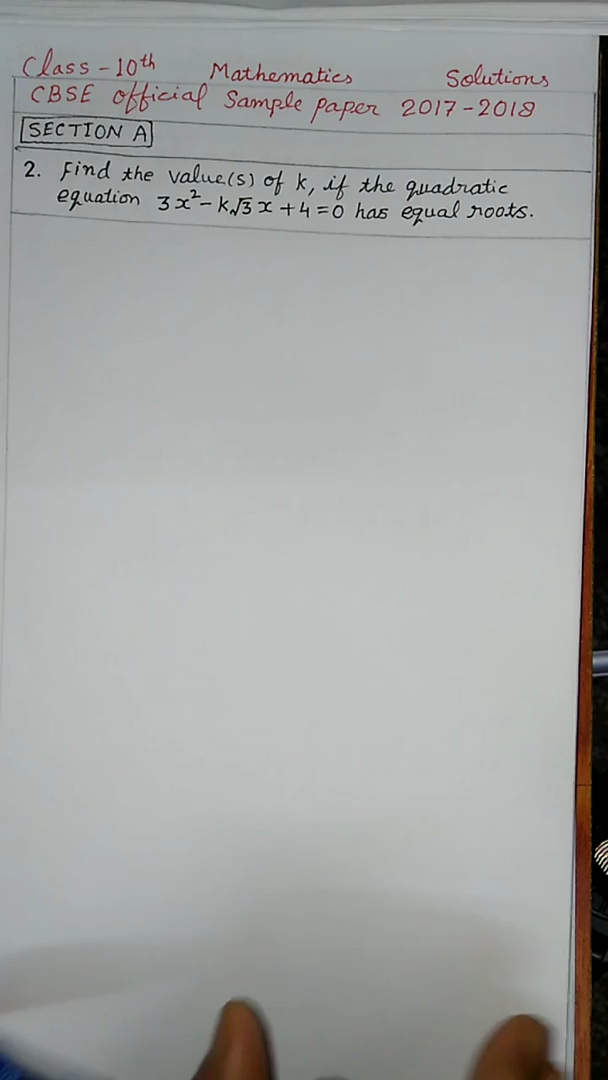 Class - 10th Mathematics Solutions
CBSE official Sample paper 2017-2018
SECTION A
2. Find the value(s) of k, if the quadratic
equation 3x² - k√3x + 4 = 0 has equal roots.